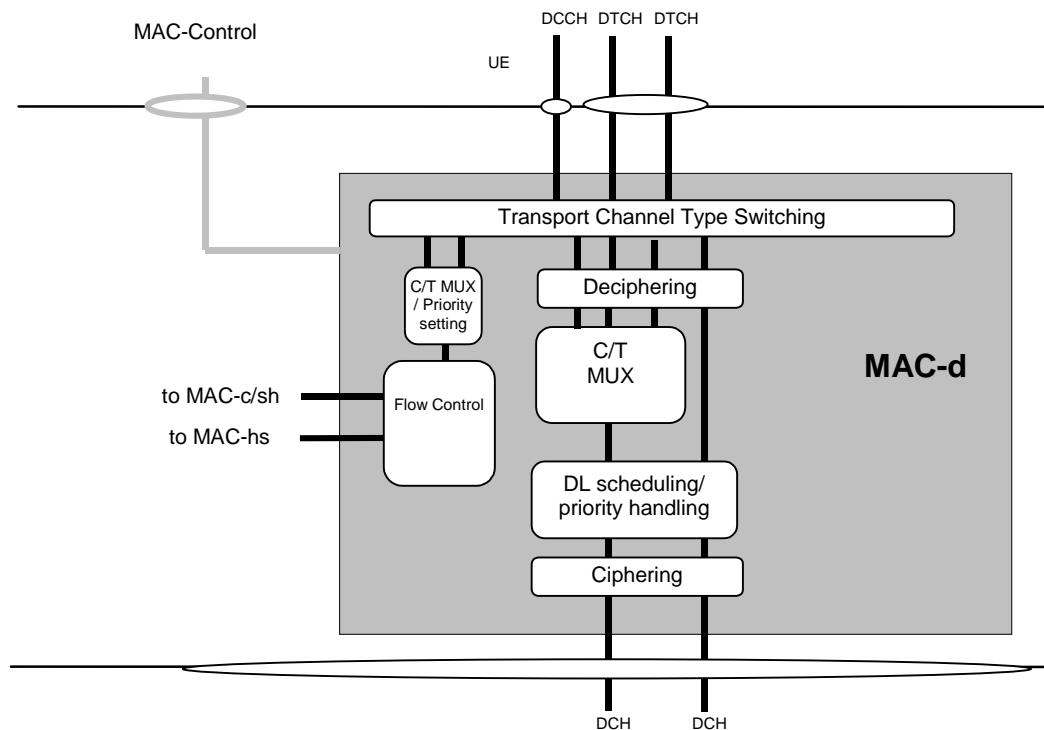 DCCH DTCH DTCH
MAC-Control
UE
Transport Channel Type Switching
C/T MUX
/ Priority
setting
Deciphering
C/T
MUX
MAC-d
to MAC-c/sh
Flow Control
to MAC-hs
DL scheduling/
priority handling
Ciphering
DCH DCH